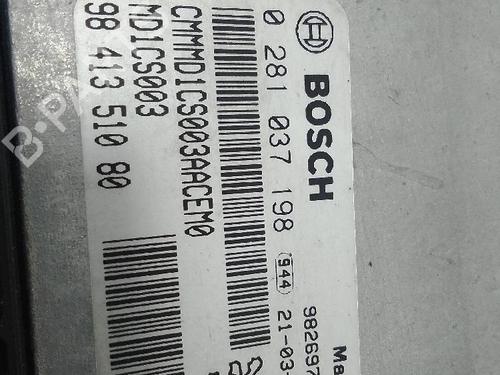 BOSCH
0 281 037 198
944 21-03-
CMMMD1CS003AACEM0
MD1CS003
98 413 510 80
982697
Ma